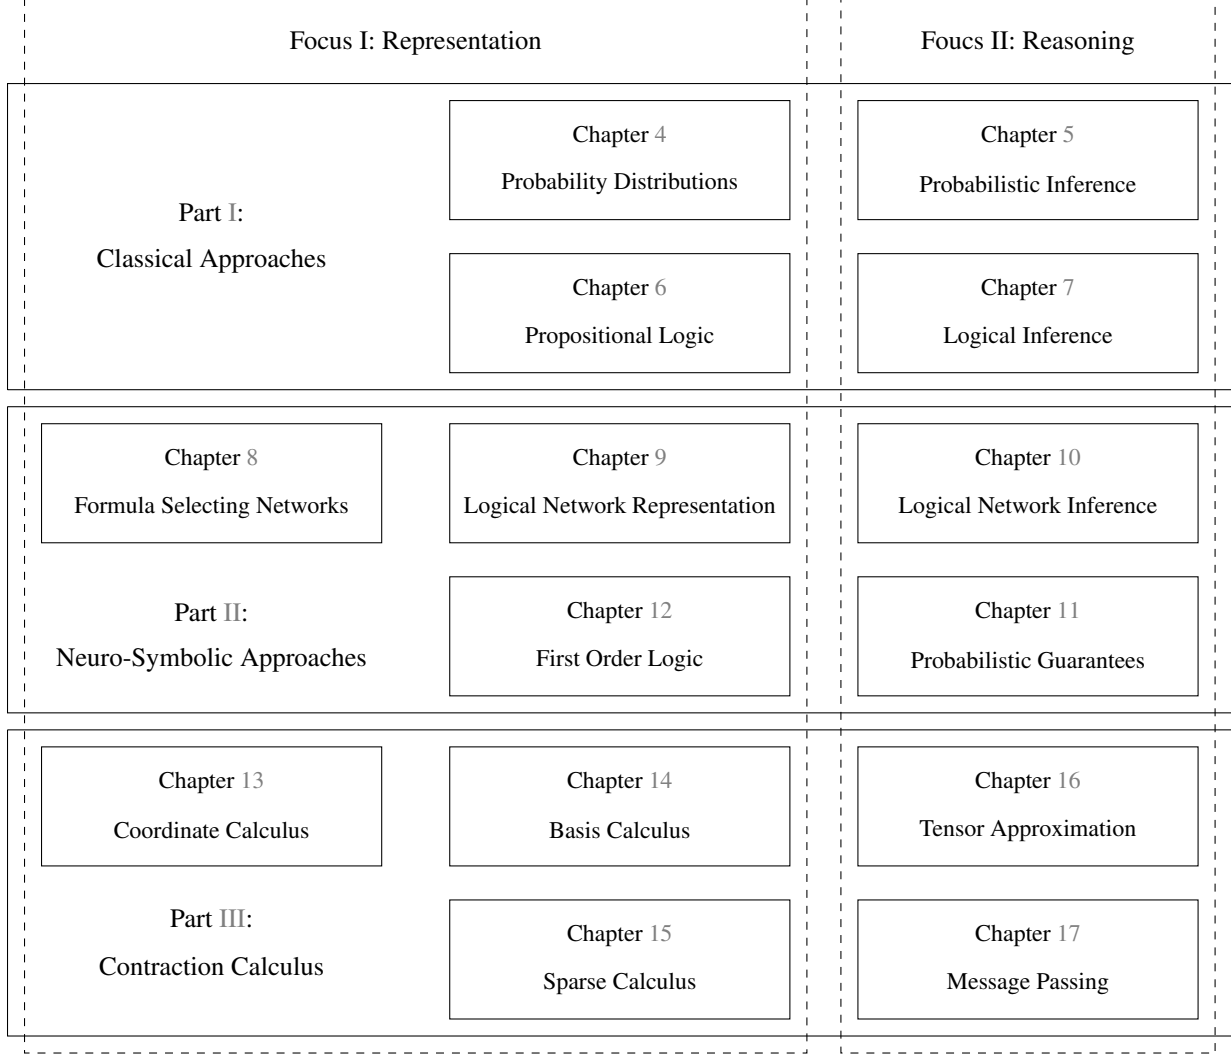 Focus I: Representation
Foucs II: Reasoning
Part I:
Classical Approaches
Chapter 4
Probability Distributions
Chapter 5
Probabilistic Inference
Chapter 6
Propositional Logic
Chapter 7
Logical Inference
Chapter 8
Formula Selecting Networks
Chapter 9
Logical Network Representation
Chapter 10
Logical Network Inference
Part II:
Neuro-Symbolic Approaches
Chapter 12
First Order Logic
Chapter 11
Probabilistic Guarantees
Chapter 13
Coordinate Calculus
Chapter 14
Basis Calculus
Chapter 16
Tensor Approximation
Part III:
Contraction Calculus
Chapter 15
Sparse Calculus
Chapter 17
Message Passing